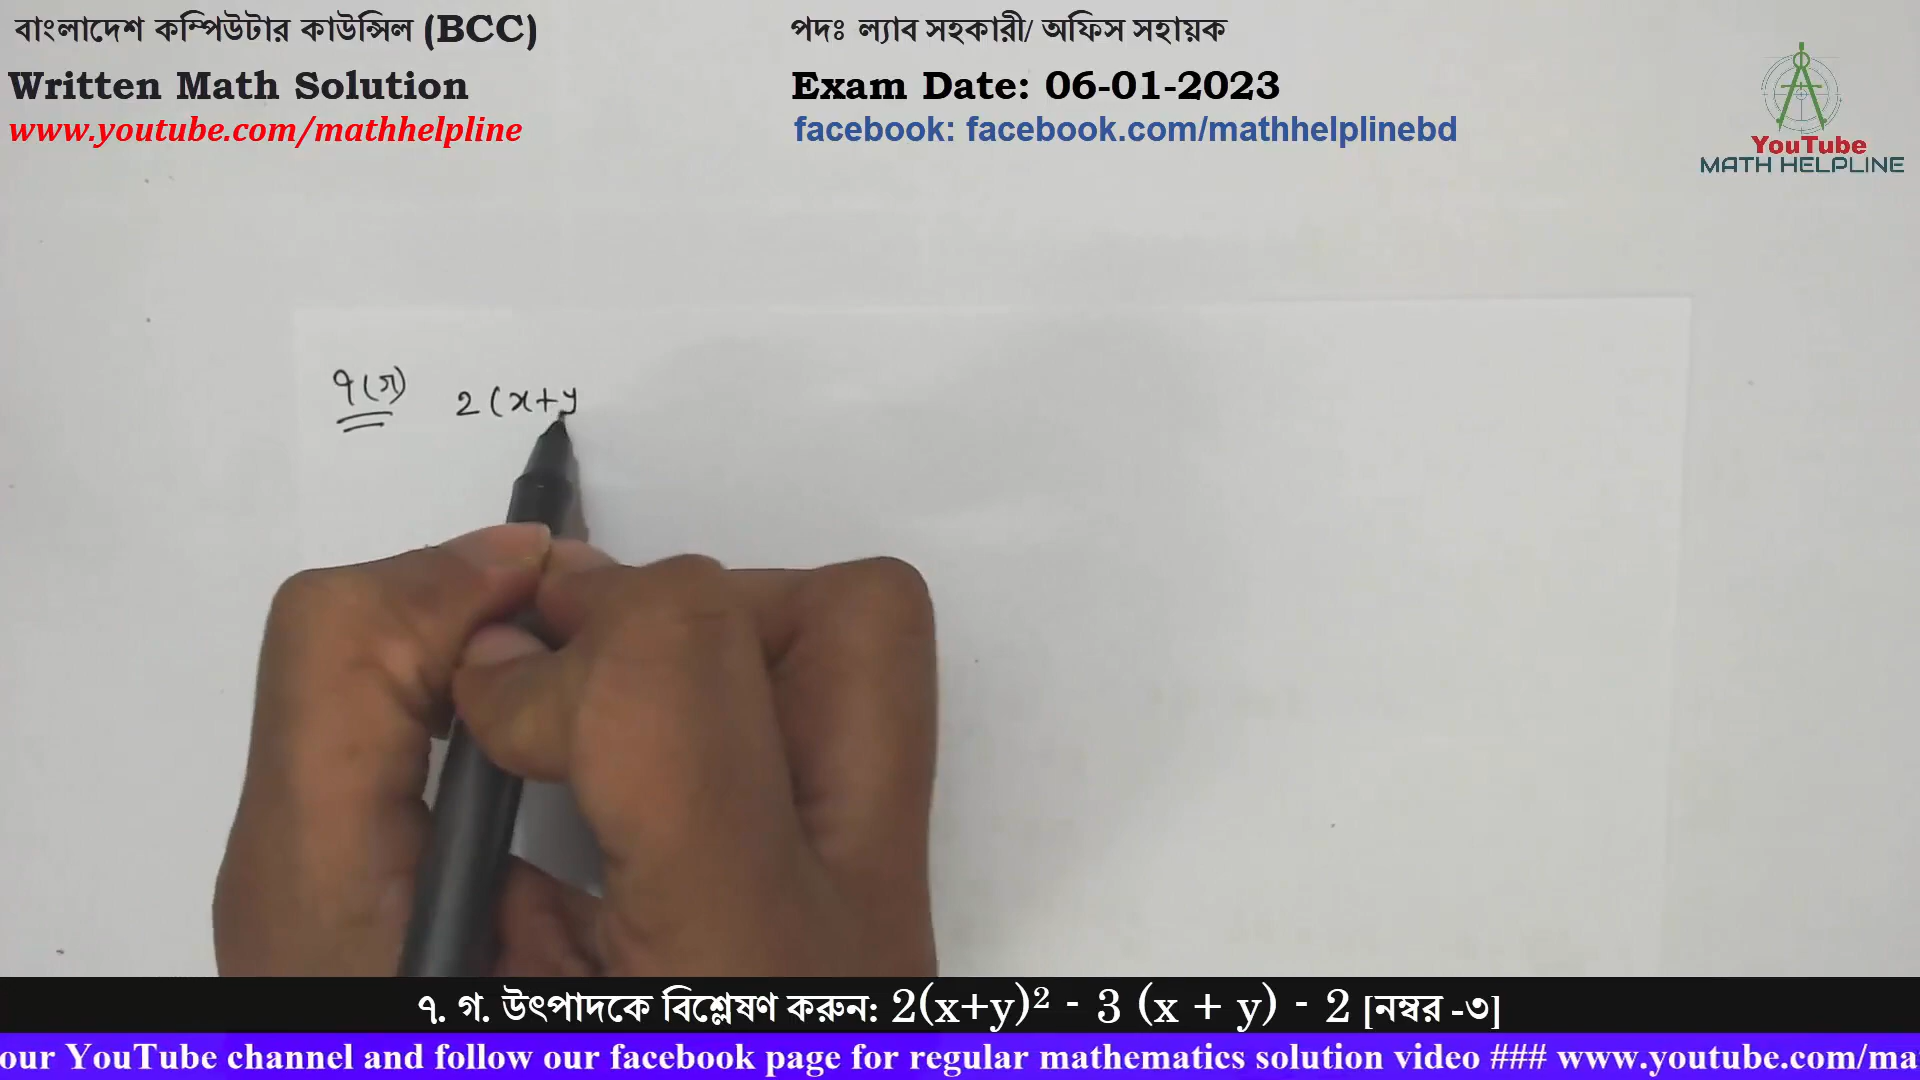 বাংলাদেশ কম্পিউটার কাউন্সিল (BCC)
পদঃ ল্যাব সহকারী/ অফিস সহায়ক
Written Math Solution
Exam Date: 06-01-2023
www.youtube.com/mathhelpline
facebook: facebook.com/mathhelplinebd
YouTube
MATH HELPLINE
৭(গ) 2(x+y
৭. গ. উৎপাদকে বিশ্লেষণ করুন: 2(x+y)² - 3 (x + y) - 2 [নম্বর -৩]
our YouTube channel and follow our facebook page for regular mathematics solution video ### www.youtube.com/ma